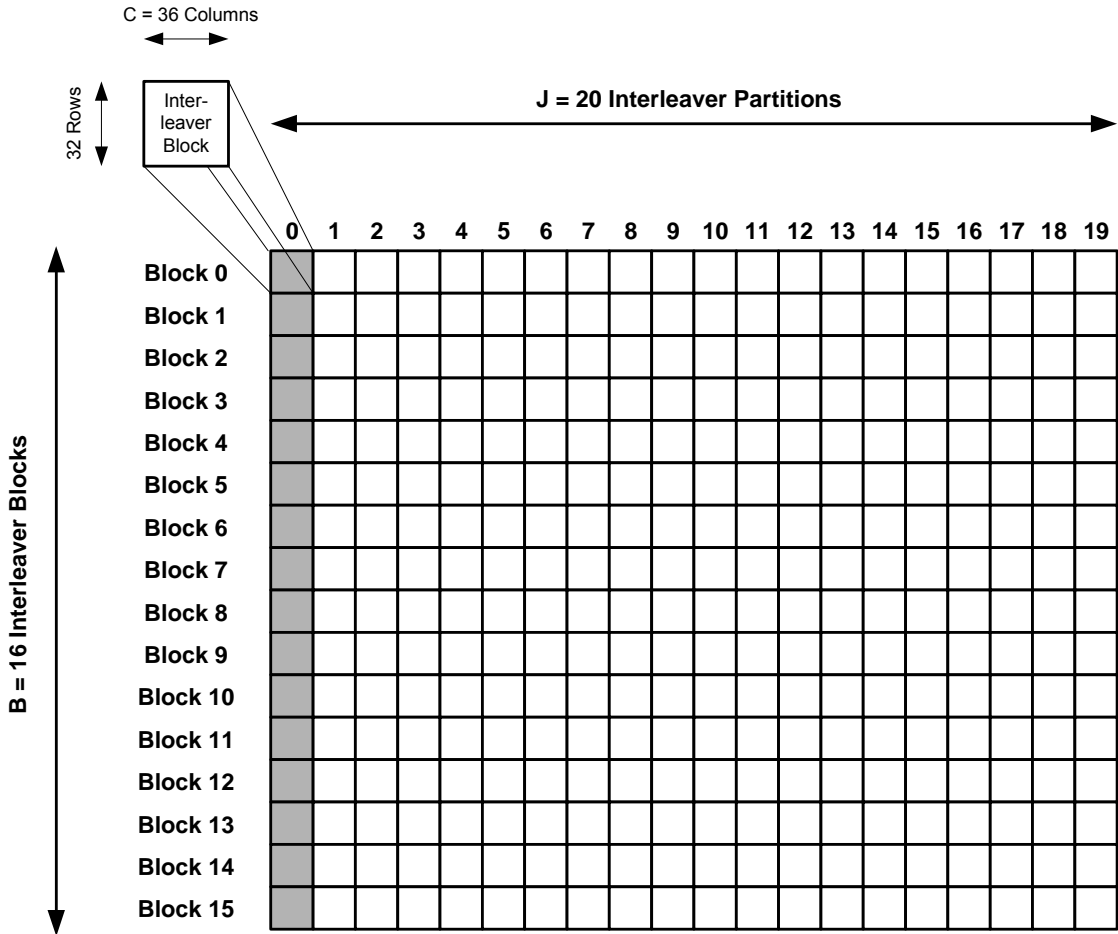 C = 36 Columns
32 Rows
Inter-
leaver
Block
J = 20 Interleaver Partitions
0 1 2 3 4 5 6 7 8 9 10 11 12 13 14 15 16 17 18 19
B = 16 Interleaver Blocks
Block 0
Block 1
Block 2
Block 3
Block 4
Block 5
Block 6
Block 7
Block 8
Block 9
Block 10
Block 11
Block 12
Block 13
Block 14
Block 15